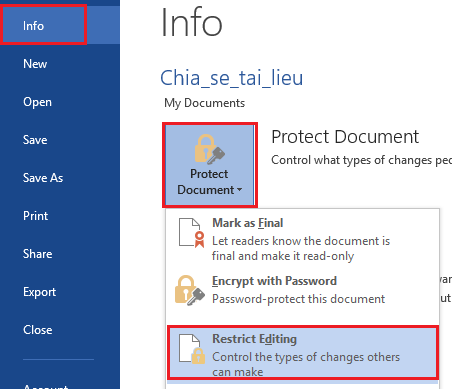 Info
New
Open
Save
Save As
Print
Share
Export
Close
Info
Chia_se_tai_lieu
My Documents
Protect
Document
Protect Document
Control what types of changes
Mark as Final
Let readers know the document is
final and make it read-only
Encrypt with Password
Password-protect this document
Restrict Editing
Control the types of changes others
can make